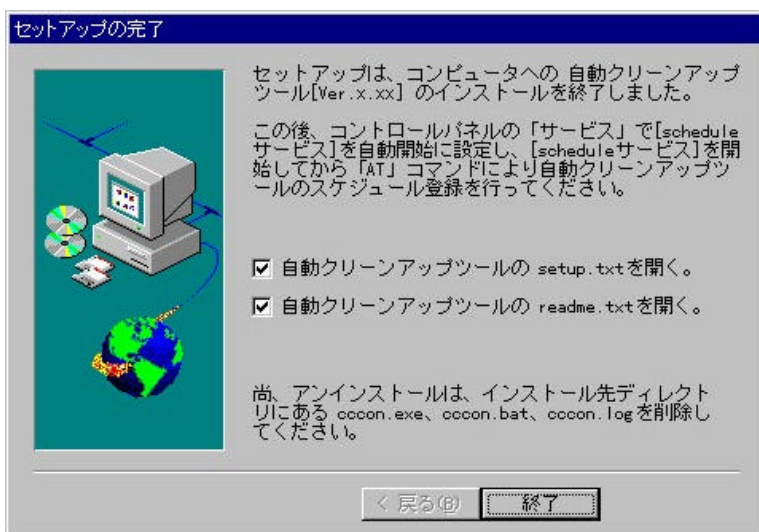 セットアップの完了
セットアップは、コンピュータへの 自動クリーンアップ
ツール[Ver.x.xx] のインストールを終了しました。
この後、コントロールパネルの「サービス」で[schedule
サービス]を自動開始に設定し、[scheduleサービス]を開
始してから「AT」コマンドにより自動クリーンアップツ
ールのスケジュール登録を行ってください。
自動クリーンアップツールの setup.txtを開く。
自動クリーンアップツールの readme.txtを開く。
尚、アンインストールは、インストール先ディレクト
リにある cccon.exe、cccon.bat、cccon.logを削除し
てください。
< 戻る(B)
終了